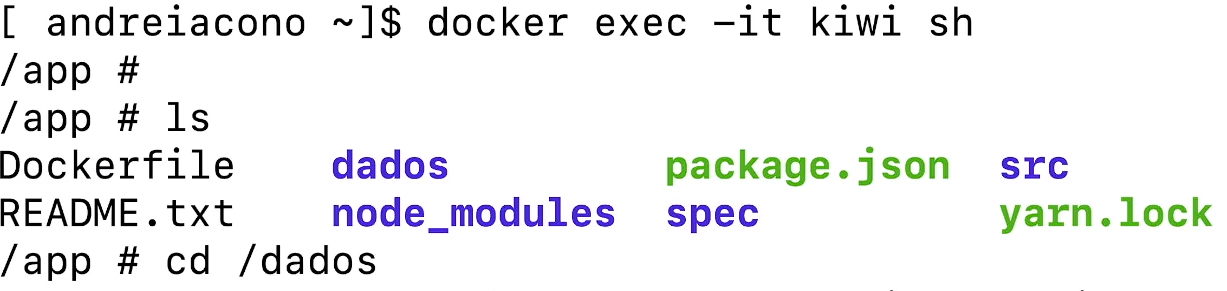 [ andreiacono ~]$ docker exec -it kiwi sh
/app #
/app # ls
Dockerfile dados package.json src
README.txt node_modules spec yarn.lock
/app # cd /dados